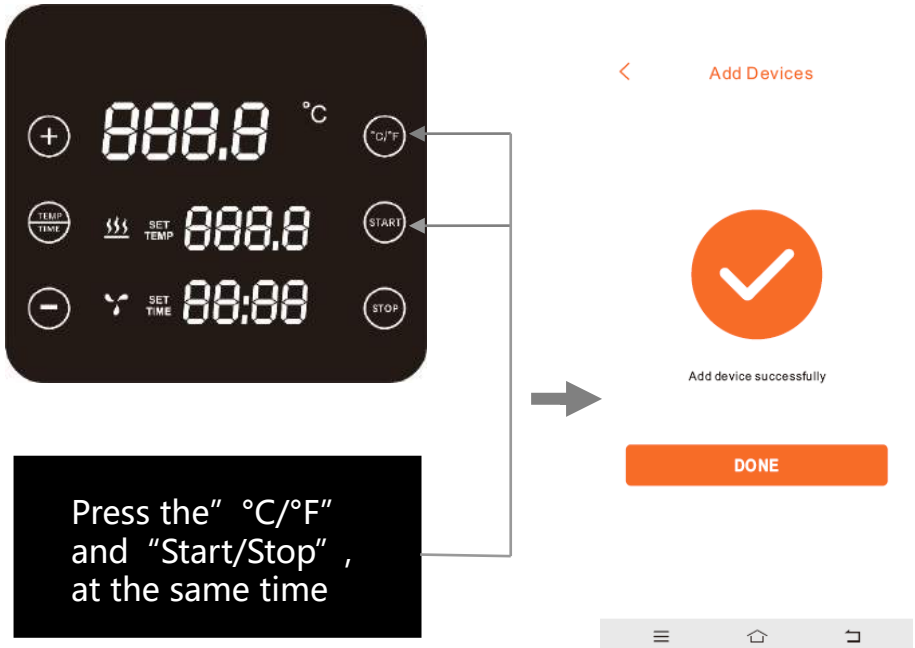 888.8 °C
+
°C/°F
TEMP
TIME
SET
TEMP
888.8
START
−
SET
TIME
88:88
STOP
Press the” °C/°F”
and “Start/Stop” ,
at the same time
Add Devices
Add device successfully
DONE